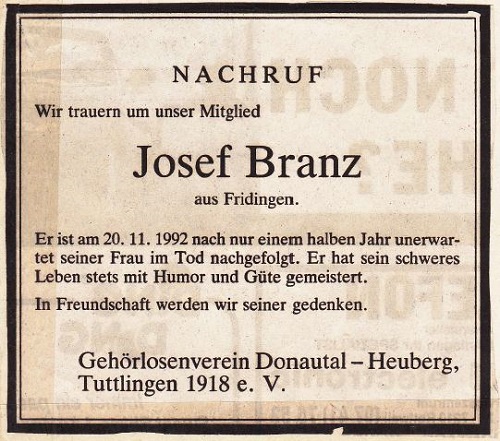 NACHRUF
Wir trauern um unser Mitglied
Josef Branz
aus Fridingen.
Er ist am 20. 11. 1992 nach nur einem halben Jahr unerwar-
tet seiner Frau im Tod nachgefolgt. Er hat sein schweres
Leben stets mit Humor und Güte gemeistert.
In Freundschaft werden wir seiner gedenken.
Gehörlosenverein Donautal – Heuberg,
Tuttlingen 1918 e. V.